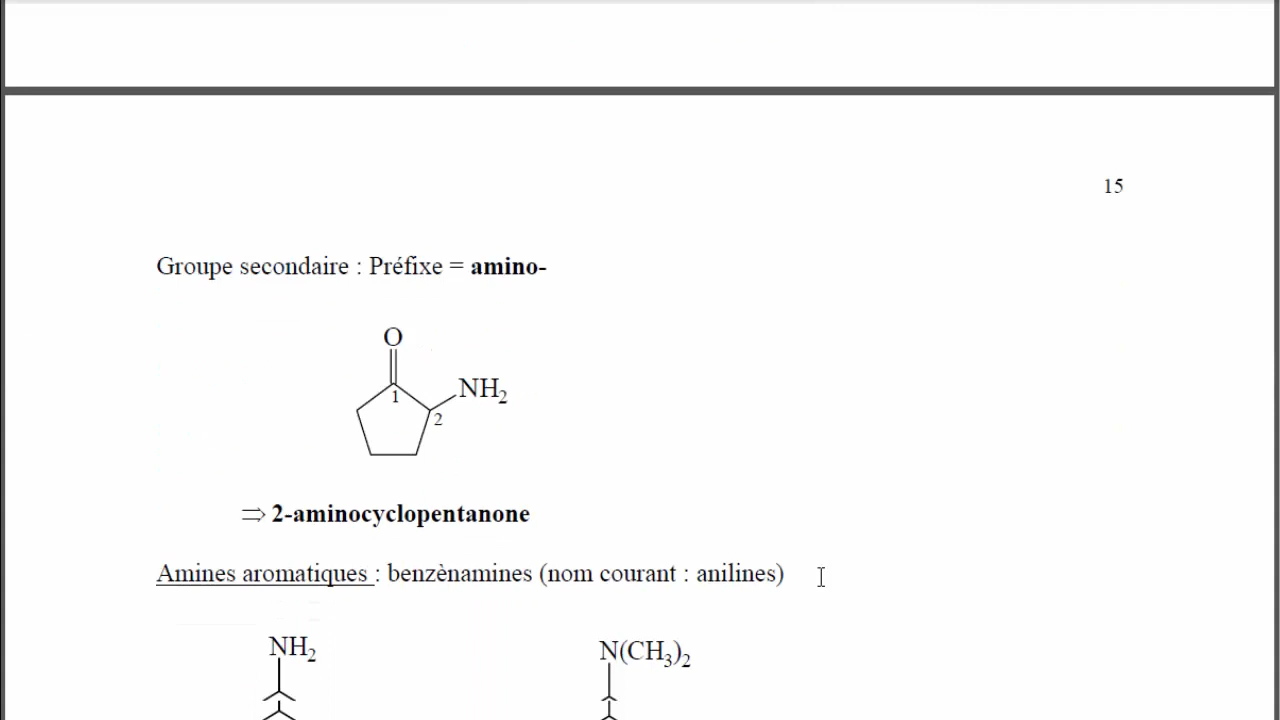 15
Groupe secondaire : Préfixe = amino-
O
NH2
1
2
⇒ 2-aminocyclopentanone
Amines aromatiques : benzènamines (nom courant : anilines)
NH2 N(CH3)2